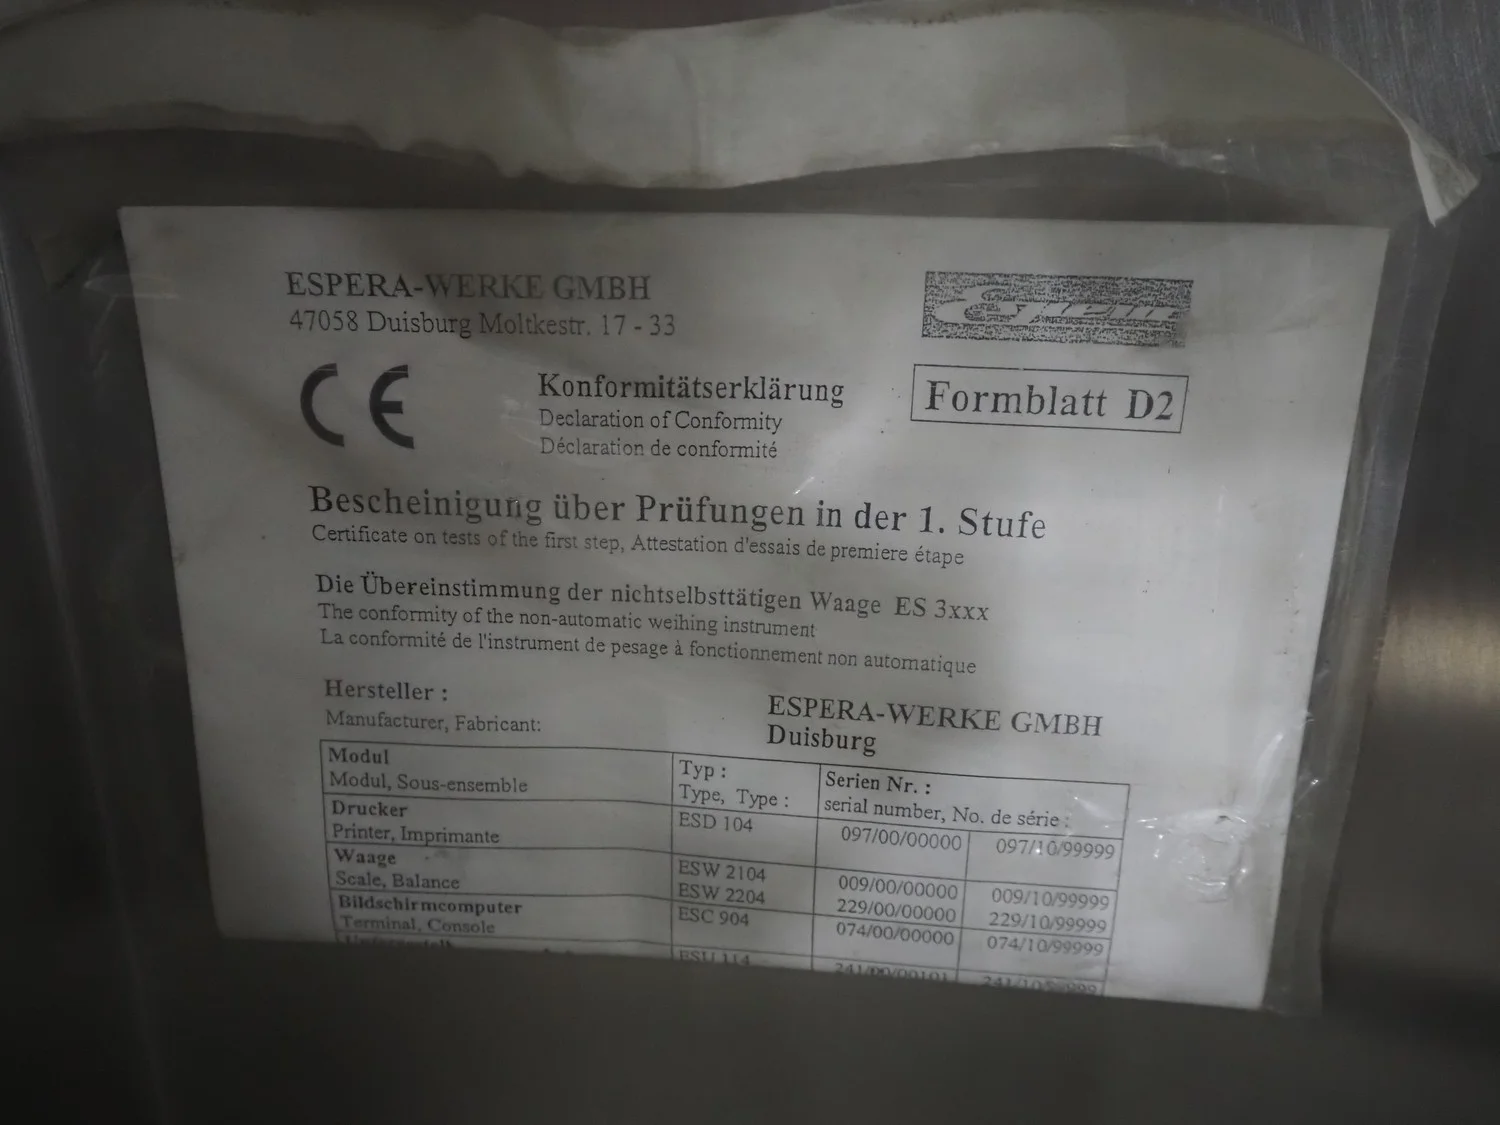 ESPERA-WERKE GMBH
47058 Duisburg Moltkestr. 17 - 33
Espera
CE
Konformitätserklärung
Declaration of Conformity
Déclaration de conformité
Formblatt D2
Bescheinigung über Prüfungen in der 1. Stufe
Certificate on tests of the first step, Attestation d'essais de premiere étape
Die Übereinstimmung der nichtselbsttätigen Waage ES 3xxx
The conformity of the non-automatic weihing instrument
La conformité de l'instrument de pesage à fonctionnement non automatique
Hersteller :
Manufacturer, Fabricant:
ESPERA-WERKE GMBH
Duisburg
Modul
Modul, Sous-ensemble
Typ :
Type, Type :
Serien Nr. :
serial number, No. de série :
Drucker
Printer, Imprimante
ESD 104
097/00/00000 097/10/99999
Waage
Scale, Balance
ESW 2104
ESW 2204
009/00/00000 009/10/99999
229/00/00000 229/10/99999
Bildschirmcomputer
Terminal, Console
ESC 904
074/00/00000 074/10/99999
ESU 114
241/00/00101